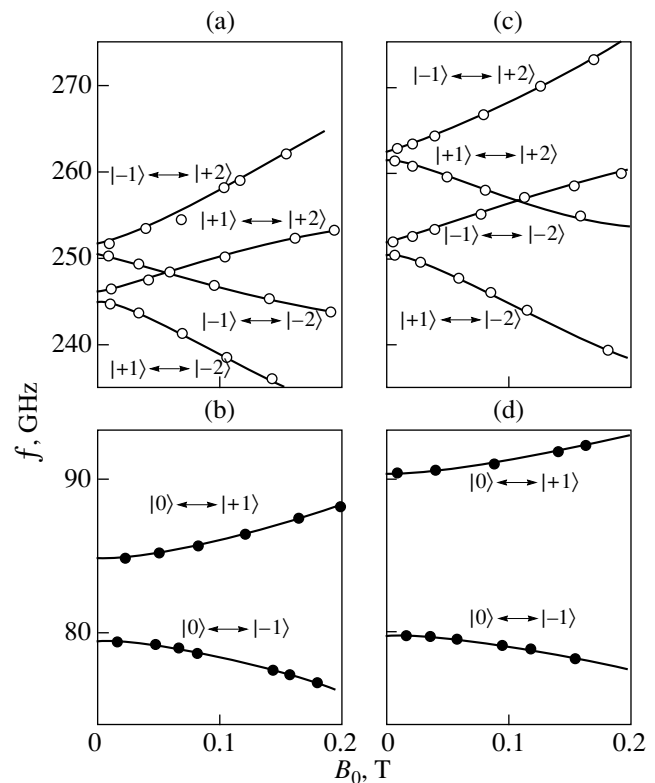 (a) (c)
270
260
250
240
|−1⟩ ⟷ |+2⟩
|+1⟩ ⟷ |+2⟩
|−1⟩ ⟷ |−2⟩
|+1⟩ ⟷ |−2⟩
|−1⟩ ⟷ |+2⟩
|+1⟩ ⟷ |+2⟩
|−1⟩ ⟷ |−2⟩
|+1⟩ ⟷ |−2⟩
f, GHz
(b) (d)
90
80
|0⟩ ⟷ |+1⟩
|0⟩ ⟷ |−1⟩
|0⟩ ⟷ |+1⟩
|0⟩ ⟷ |−1⟩
0 0.1 0.2 0 0.1 0.2
B0, T